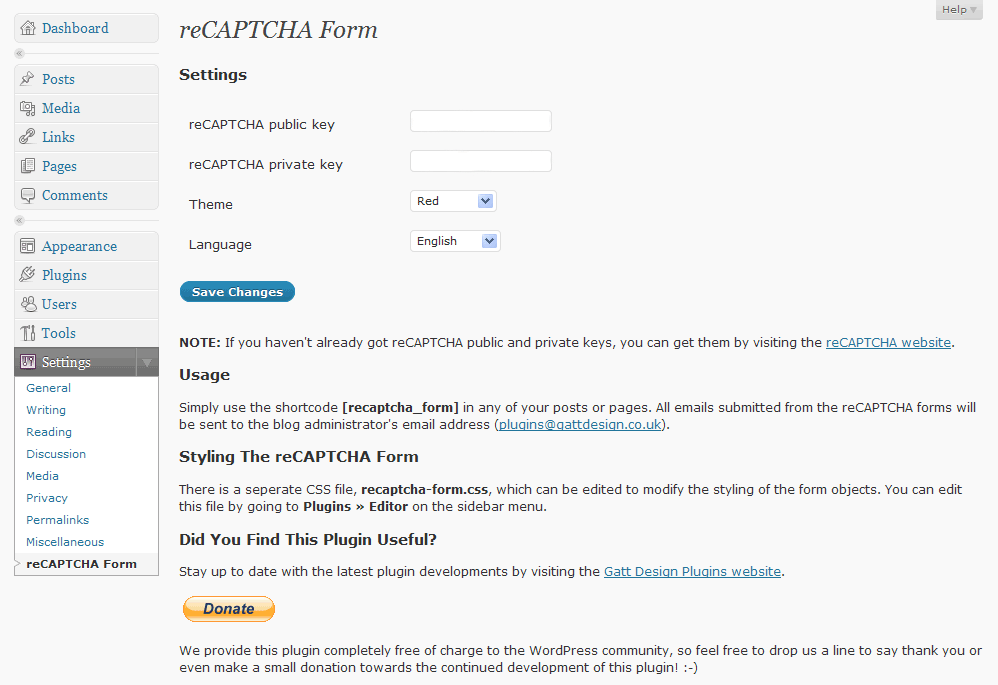 Help
Dashboard
Posts
Media
Links
Pages
Comments
Appearance
Plugins
Users
Tools
Settings
General
Writing
Reading
Discussion
Media
Privacy
Permalinks
Miscellaneous
reCAPTCHA Form
reCAPTCHA Form
Settings
reCAPTCHA public key
reCAPTCHA private key
Theme Red
Language English
Save Changes
NOTE: If you haven't already got reCAPTCHA public and private keys, you can get them by visiting the reCAPTCHA website.
Usage
Simply use the shortcode [recaptcha_form] in any of your posts or pages. All emails submitted from the reCAPTCHA forms will
be sent to the blog administrator's email address (plugins@gattdesign.co.uk).
Styling The reCAPTCHA Form
There is a seperate CSS file, recaptcha-form.css, which can be edited to modify the styling of the form objects. You can edit
this file by going to Plugins » Editor on the sidebar menu.
Did You Find This Plugin Useful?
Stay up to date with the latest plugin developments by visiting the Gatt Design Plugins website.
Donate
We provide this plugin completely free of charge to the WordPress community, so feel free to drop us a line to say thank you or
even make a small donation towards the continued development of this plugin! :-)